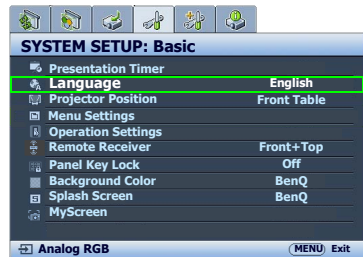 SYSTEM SETUP: Basic
Presentation Timer
Language English
Projector Position Front Table
Menu Settings
Operation Settings
Remote Receiver Front+Top
Panel Key Lock Off
Background Color BenQ
Splash Screen BenQ
MyScreen
Analog RGB MENU Exit